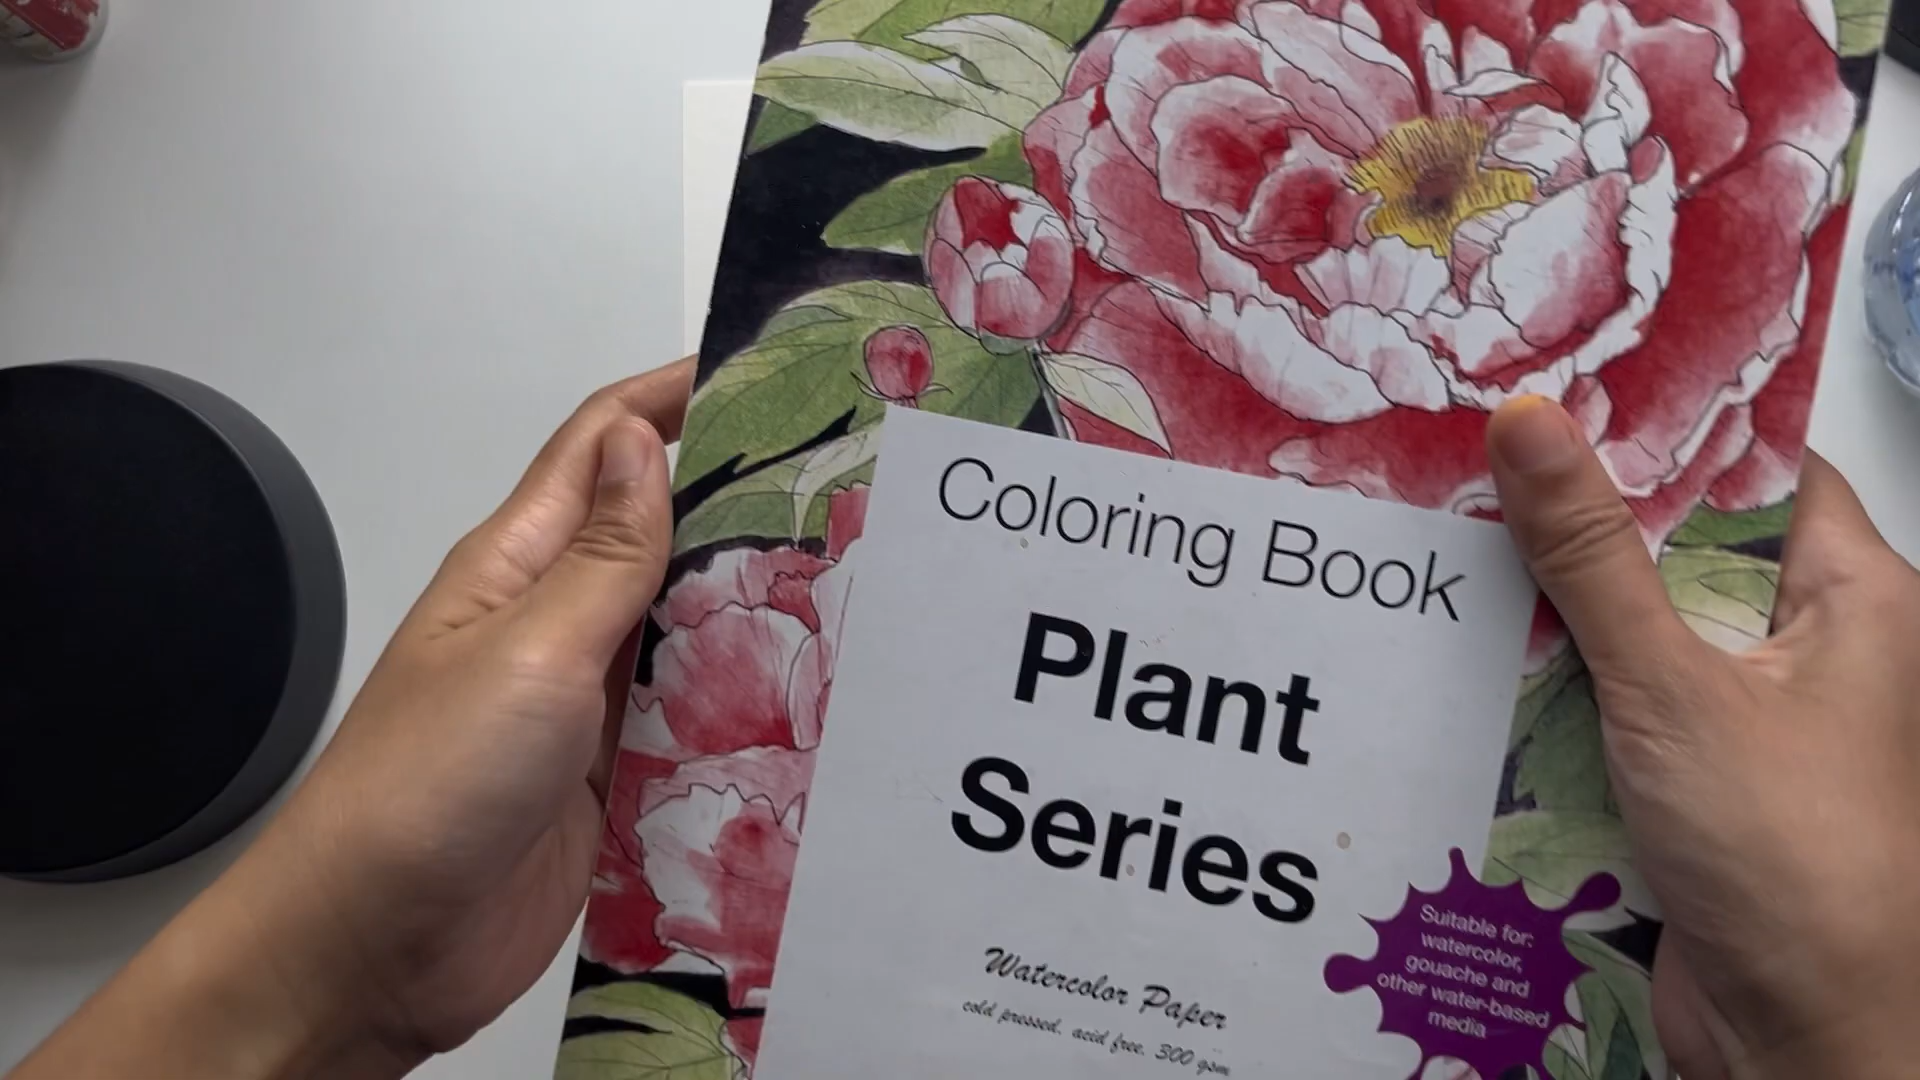 Coloring Book
Plant
Series
Watercolor Paper
cold pressed, acid free, 300 gsm
Suitable for:
watercolor,
gouache and
other water-based
media